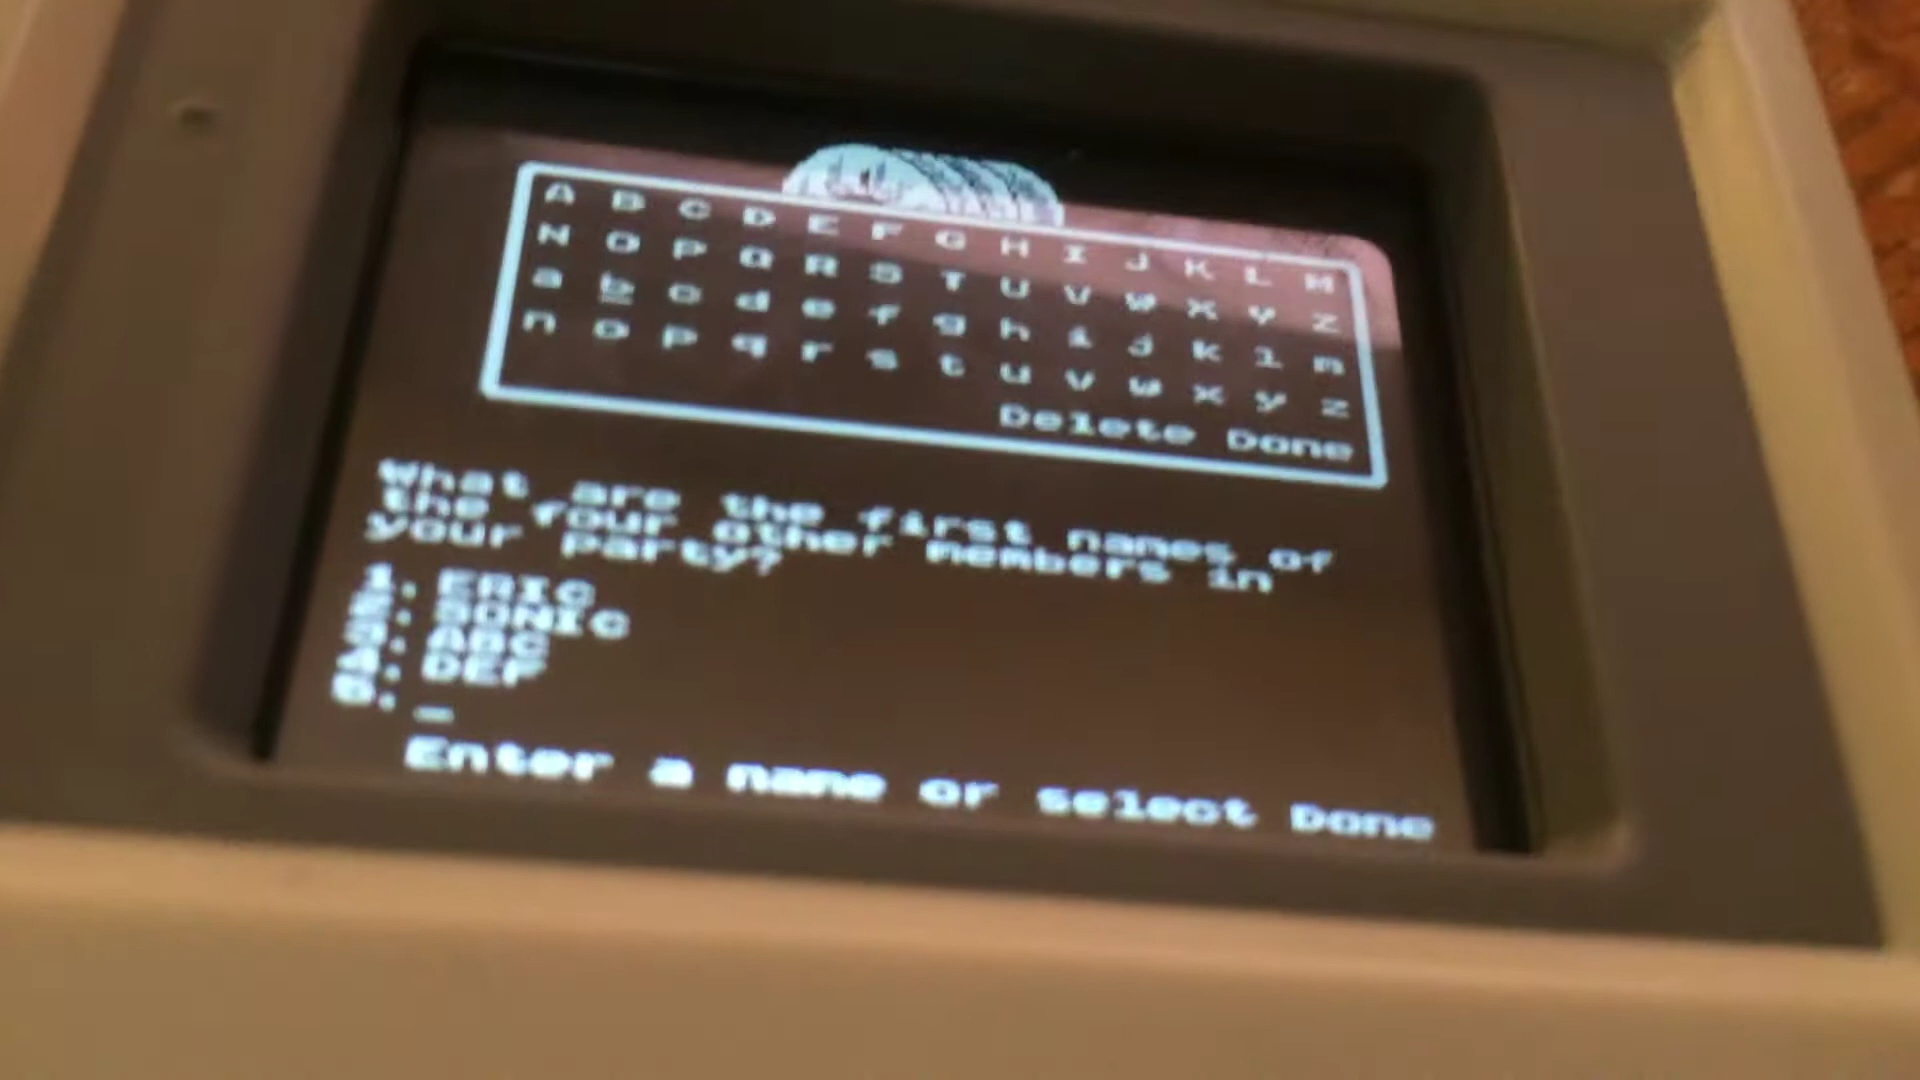 A B C D E F G H I J K L M
N O P Q R S T U V W X Y Z
a b c d e f g h i j k l m
n o p q r s t u v w x y z
Delete Done
What are the first names of
the four other members in
your party?
1. ERIC
2. SONIC
3. ABC
4. DEF
5. _
Enter a name or select Done